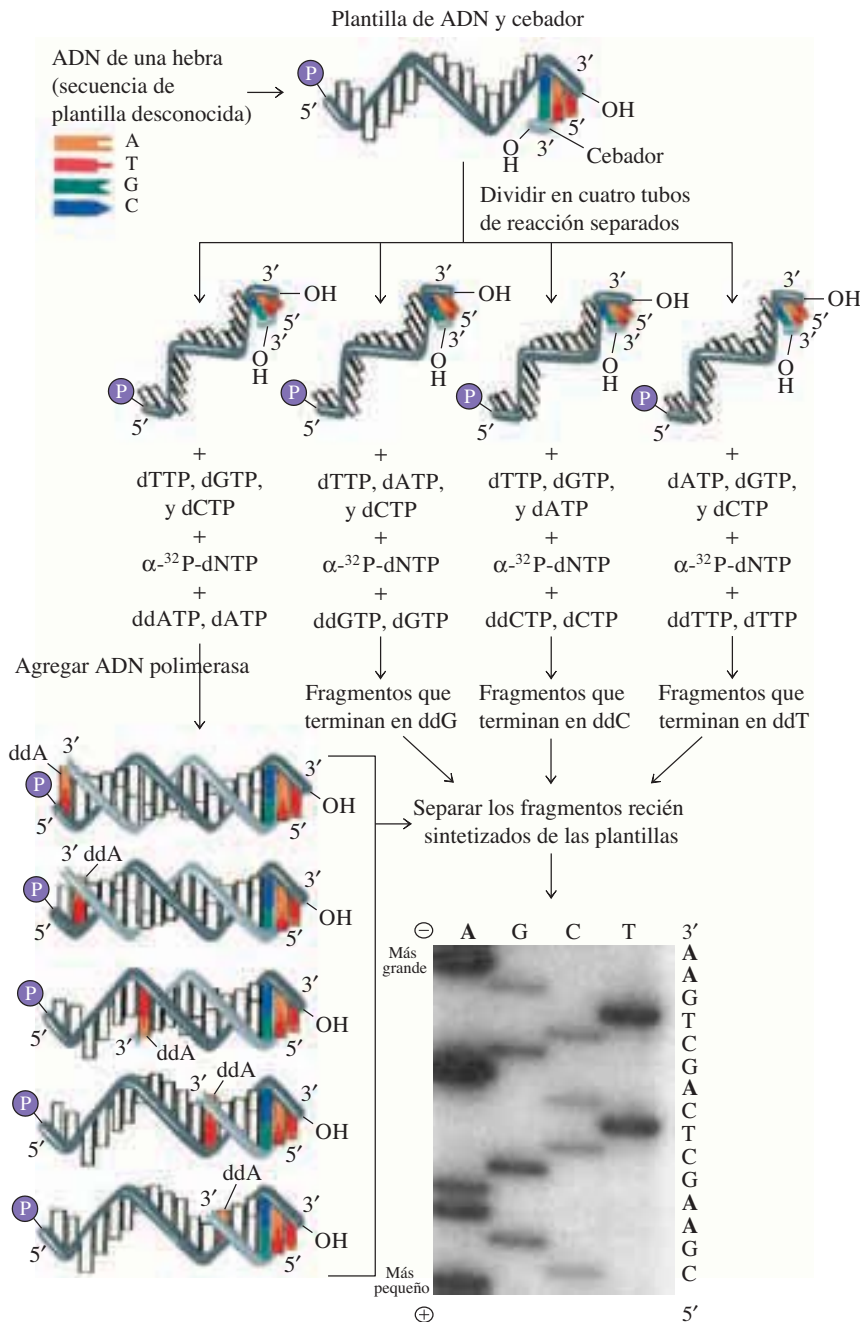 Plantilla de ADN y cebador
ADN de una hebra
(secuencia de
plantilla desconocida)
P
5′
OH
5′
3′
OH
Cebador
A
T
G
C
Dividir en cuatro tubos
de reacción separados
3′
OH
5′
3′
OH
P
5′
3′
OH
5′
3′
OH
P
5′
3′
OH
5′
3′
OH
P
5′
3′
OH
5′
3′
OH
P
5′
+
dTTP, dGTP,
y dCTP
+
α-³²P-dNTP
+
ddATP, dATP
+
dTTP, dATP,
y dCTP
+
α-³²P-dNTP
+
ddGTP, dGTP
+
dTTP, dGTP,
y dATP
+
α-³²P-dNTP
+
ddCTP, dCTP
+
dATP, dGTP,
y dCTP
+
α-³²P-dNTP
+
ddTTP, dTTP
Agregar ADN polimerasa
Fragmentos que
terminan en ddG
Fragmentos que
terminan en ddC
Fragmentos que
terminan en ddT
Separar los fragmentos recién
sintetizados de las plantillas
ddA
3′
3′
P
5′
5′
OH
3′
ddA
3′
P
5′
5′
OH
3′
P
5′
5′
OH
3′
ddA
ddA
3′
3′
P
5′
5′
OH
ddA
3′
3′
P
5′
5′
OH
⊖ A G C T 3′
Más
grande
A
A
G
T
C
G
A
C
T
C
G
A
A
G
C
Más
pequeño
⊕ 5′